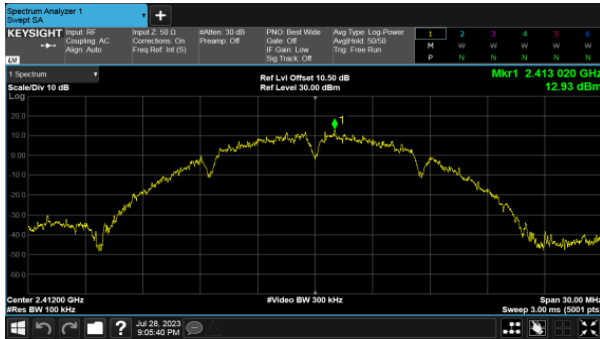 Spectrum Analyzer 1
Swept SA
+
KEYSIGHT Input: RF Input Z: 50 Ω #Atten: 30 dB PNO: Best Wide Avg Type: Log-Power 1 2 3 4 5 6
Coupling: AC Corrections: On Preamp: Off Gate: Off Avg|Hold: 50/50 M W W W W W
Align: Auto Freq Ref: Int (S) IF Gain: Low Trig: Free Run P N N N N N
Sig Track: Off
LXI
1 Spectrum Ref Lvl Offset 10.50 dB Mkr1 2.413 020 GHz
Scale/Div 10 dB Ref Level 30.00 dBm 12.93 dBm
Log
1
20.0
10.0
0.00
-10.0
-20.0
-30.0
-40.0
-50.0
-60.0
Center 2.41200 GHz #Video BW 300 kHz Span 30.00 MHz
#Res BW 100 kHz Sweep 3.00 ms (5001 pts)
? Jul 28, 2023
9:05:40 PM